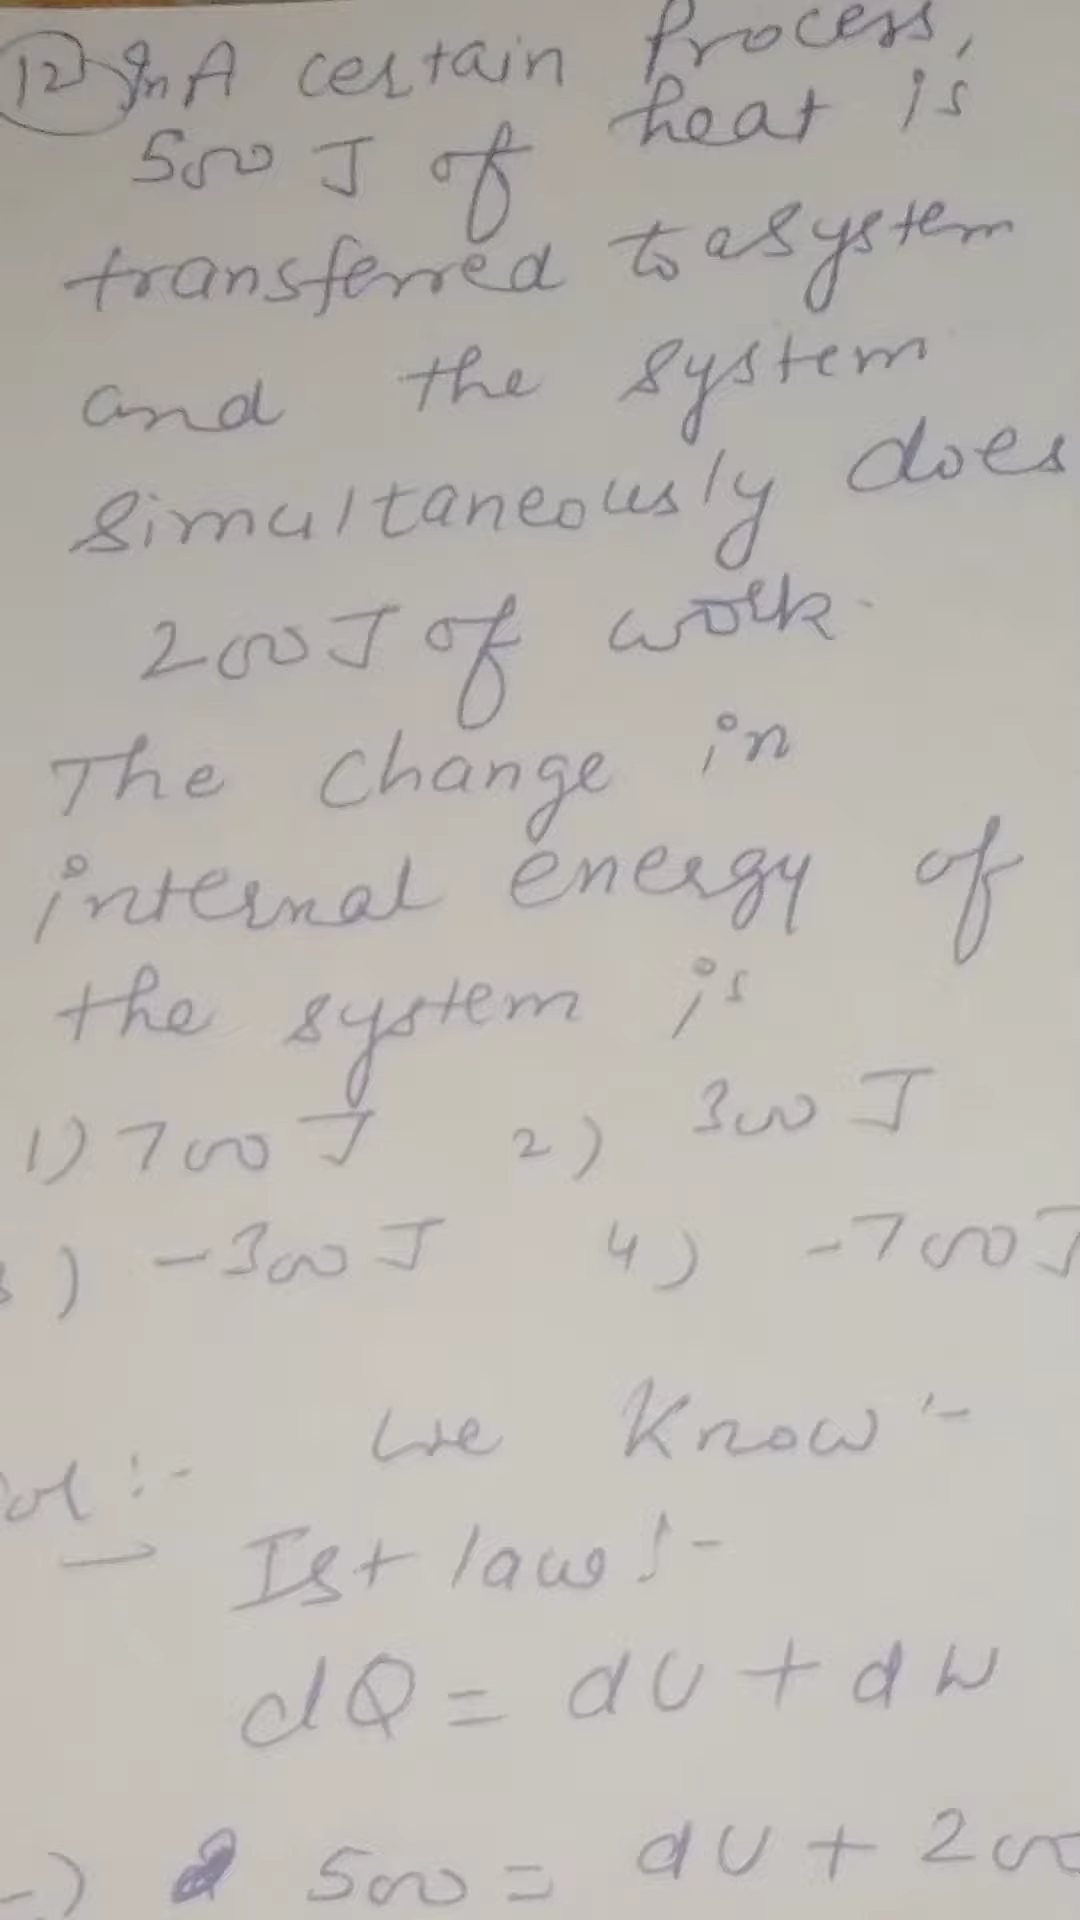 12) In A certain Process,
500 J of heat is
transferred to a system
and the system
simultaneously does
200 J of work.
The change in
internal energy of
the system is
1) 700 J 2) 300 J
3) -300 J 4) -700 J
We Know :-
Ist law :-
dQ = dU + dW
500 = dU + 200